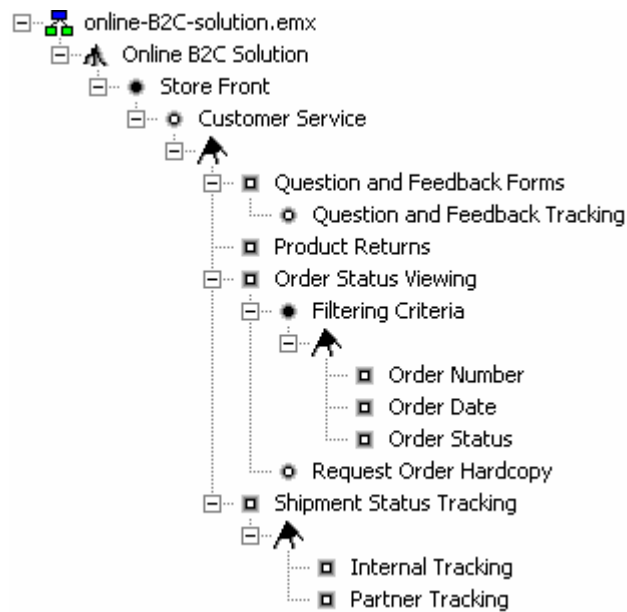 online-B2C-solution.emx
Online B2C Solution
Store Front
Customer Service
Question and Feedback Forms
Question and Feedback Tracking
Product Returns
Order Status Viewing
Filtering Criteria
Order Number
Order Date
Order Status
Request Order Hardcopy
Shipment Status Tracking
Internal Tracking
Partner Tracking